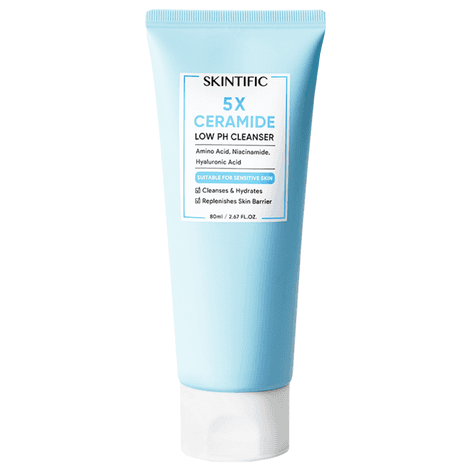 SKINTIFIC
5X
CERAMIDE
LOW PH CLEANSER
Amino Acid, Niacinamide,
Hyaluronic Acid
SUITABLE FOR SENSITIVE SKIN
☑ Cleanses & Hydrates
☑ Replenishes Skin Barrier
80ml / 2.67 FL.OZ.